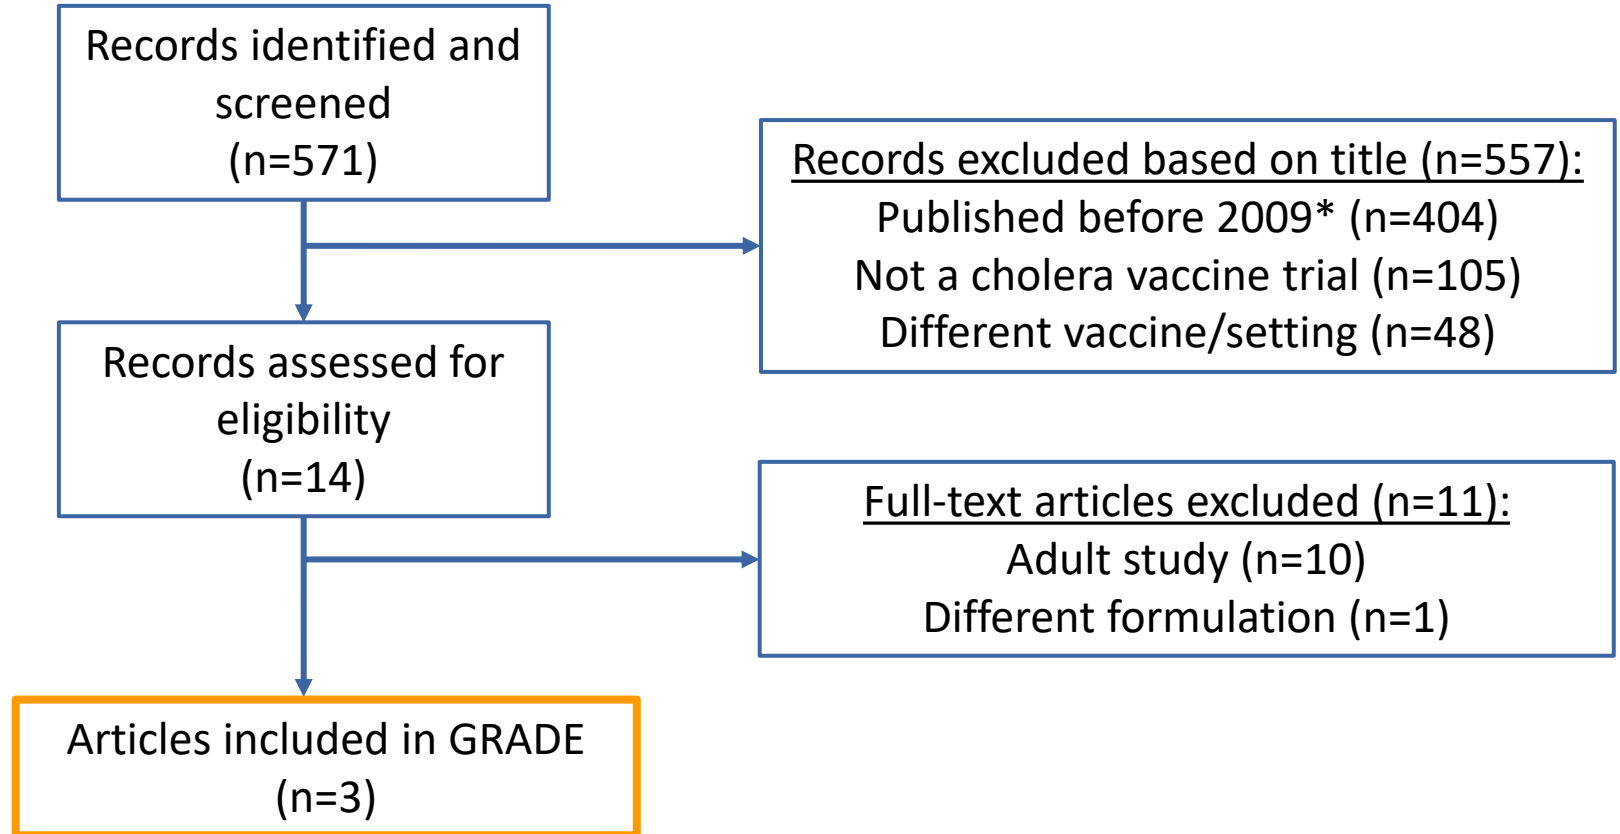 Records identified and
screened
(n=571)
Records excluded based on title (n=557):
Published before 2009* (n=404)
Not a cholera vaccine trial (n=105)
Different vaccine/setting (n=48)
Records assessed for
eligibility
(n=14)
Full-text articles excluded (n=11):
Adult study (n=10)
Different formulation (n=1)
Articles included in GRADE
(n=3)